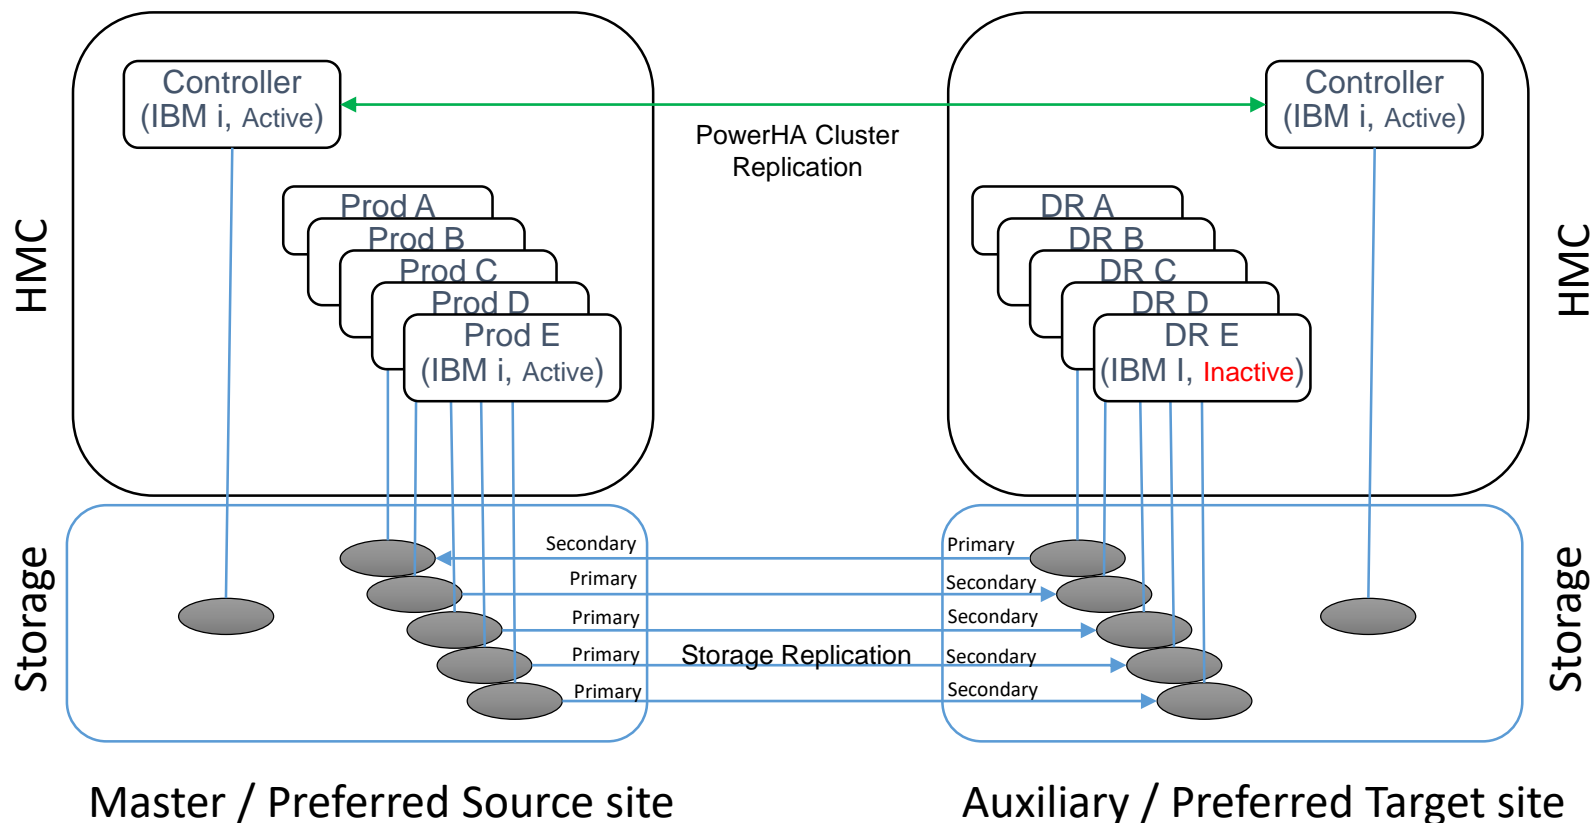 Controller
(IBM i, Active)
Controller
(IBM i, Active)
PowerHA Cluster
Replication
HMC
Prod A
Prod B
Prod C
Prod D
Prod E
(IBM i, Active)
DR A
DR B
DR C
DR D
DR E
(IBM I, Inactive)
HMC
Storage
Secondary
Primary
Primary
Secondary
Primary
Secondary
Primary
Storage Replication
Secondary
Primary
Secondary
Storage
Master / Preferred Source site
Auxiliary / Preferred Target site